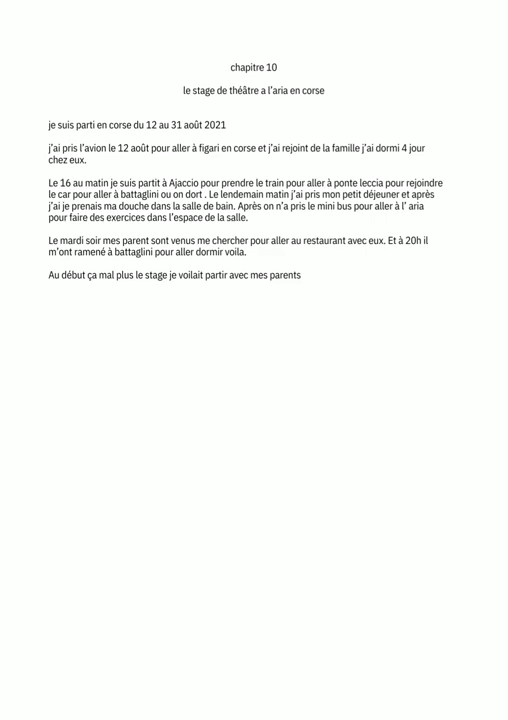 chapitre 10
le stage de théâtre a l'aria en corse
je suis parti en corse du 12 au 31 août 2021
j'ai pris l'avion le 12 août pour aller à figari en corse et j'ai rejoint de la famille j'ai dormi 4 jour
chez eux.
Le 16 au matin je suis partit à Ajaccio pour prendre le train pour aller à ponte leccia pour rejoindre
le car pour aller à battaglini ou on dort . Le lendemain matin j'ai pris mon petit déjeuner et après
j'ai je prenais ma douche dans la salle de bain. Après on n'a pris le mini bus pour aller à l' aria
pour faire des exercices dans l'espace de la salle.
Le mardi soir mes parent sont venus me chercher pour aller au restaurant avec eux. Et à 20h il
m'ont ramené à battaglini pour aller dormir voila.
Au début ça mal plus le stage je voilait partir avec mes parents